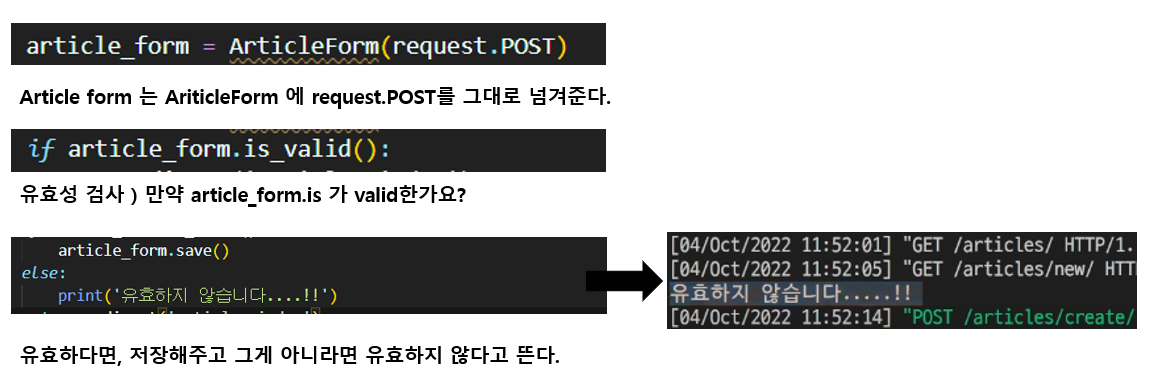 article_form = ArticleForm(request.POST)
Article form 는 AriticleForm 에 request.POST를 그대로 넘겨준다.
if article_form.is_valid():
유효성 검사 ) 만약 article_form.is 가 valid한가요?
article_form.save()
else:
print('유효하지 않습니다....!!')
[04/Oct/2022 11:52:01] "GET /articles/ HTTP/1.
[04/Oct/2022 11:52:05] "GET /articles/new/ HTT
유효하지 않습니다.....!!
[04/Oct/2022 11:52:14] "POST /articles/create/
유효하다면, 저장해주고 그게 아니라면 유효하지 않다고 뜬다.